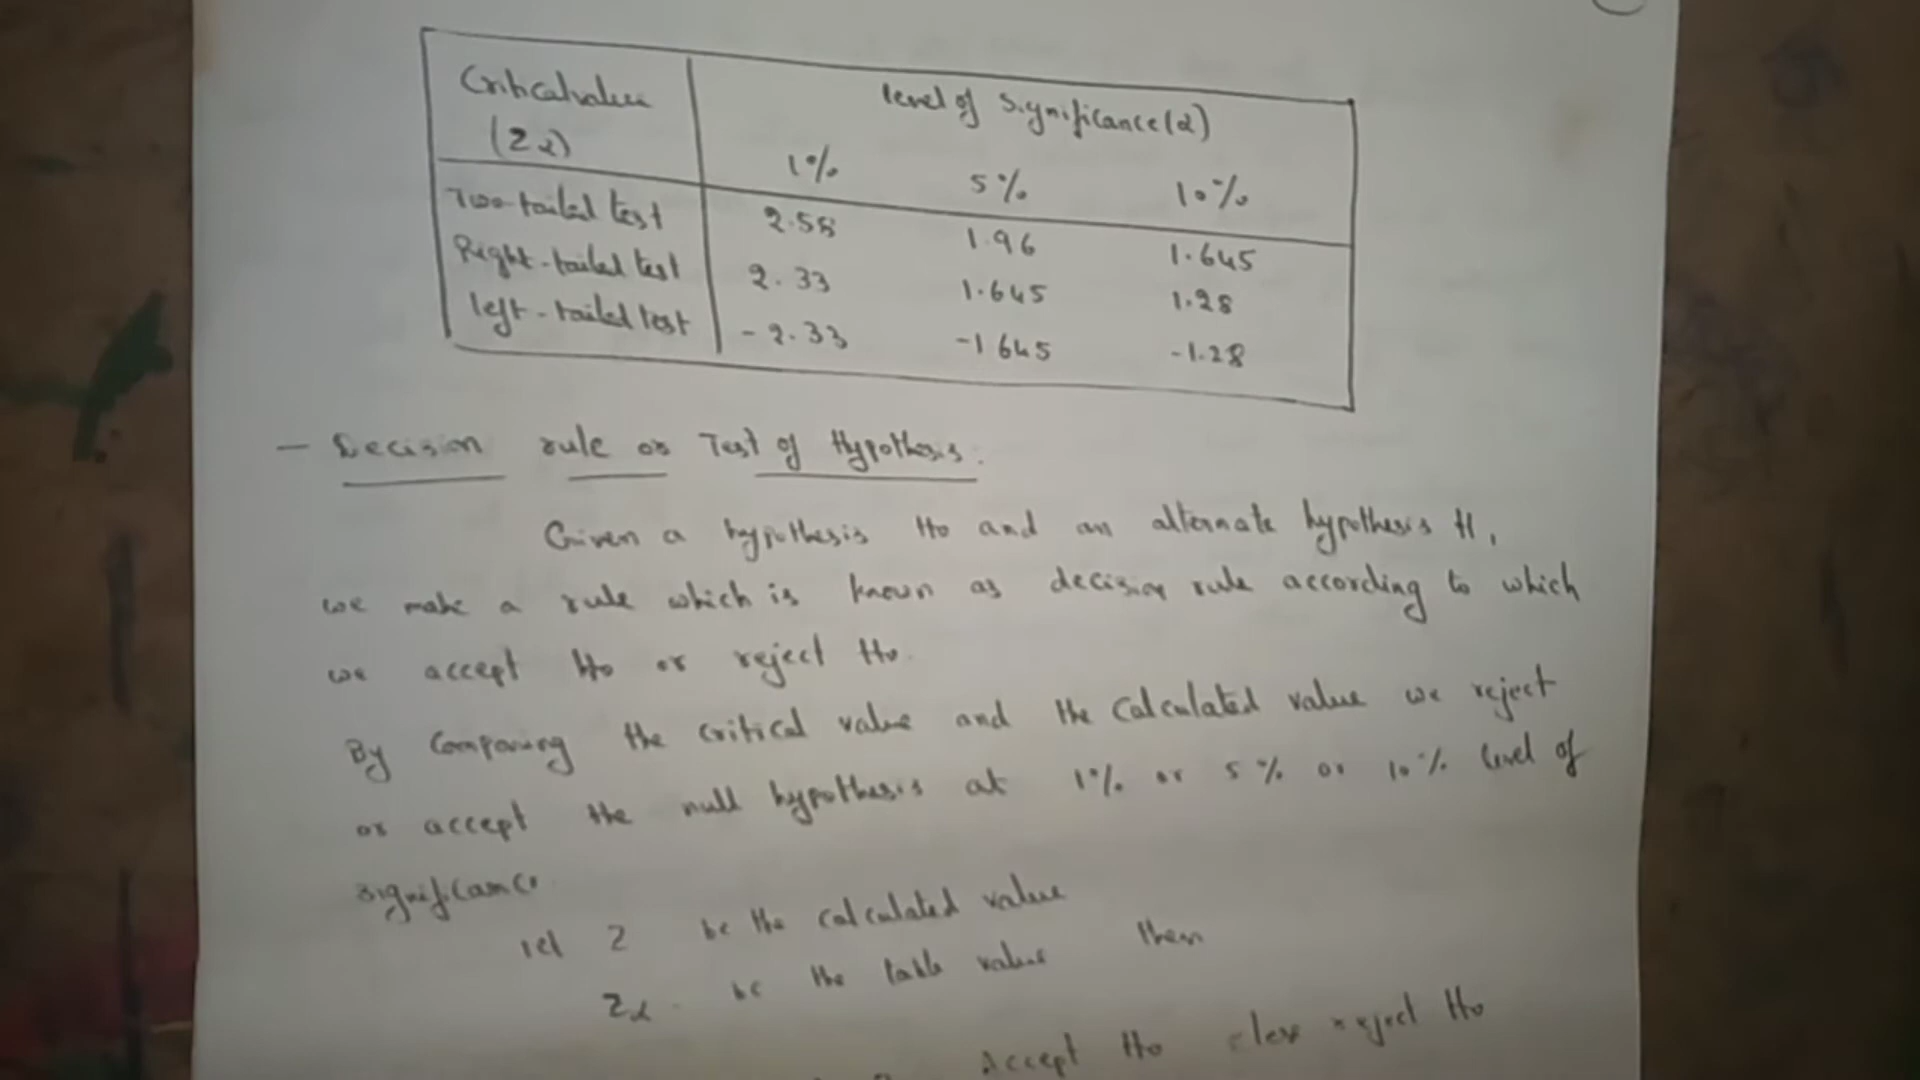 Critical value
(Zα)
level of Significance (α)
1% 5% 10%
Two-tailed test 2.58 1.96 1.645
Right-tailed test 2.33 1.645 1.28
left-tailed test -2.33 -1 645 -1.28
- Decision rule or Test of Hypothesis:
Given a hypothesis H0 and an alternate hypothesis H1
we make a rule which is known as decision rule according to which
we accept H0 or reject H0.
By Comparing the critical value and the Calculated value we reject
or accept the null hypothesis at 1% or 5% or 10% level of
significance
let Z be the calculated value
Zα be the table value then
Accept H0 else reject H0